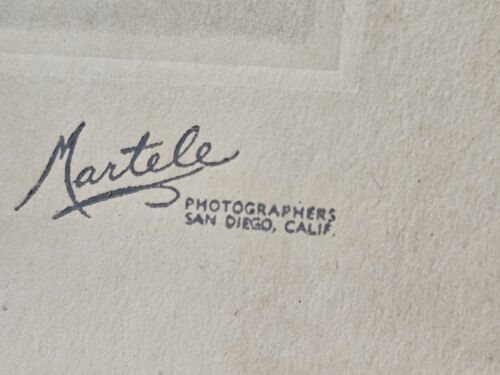 Martele
PHOTOGRAPHERS
SAN DIEGO, CALIF.